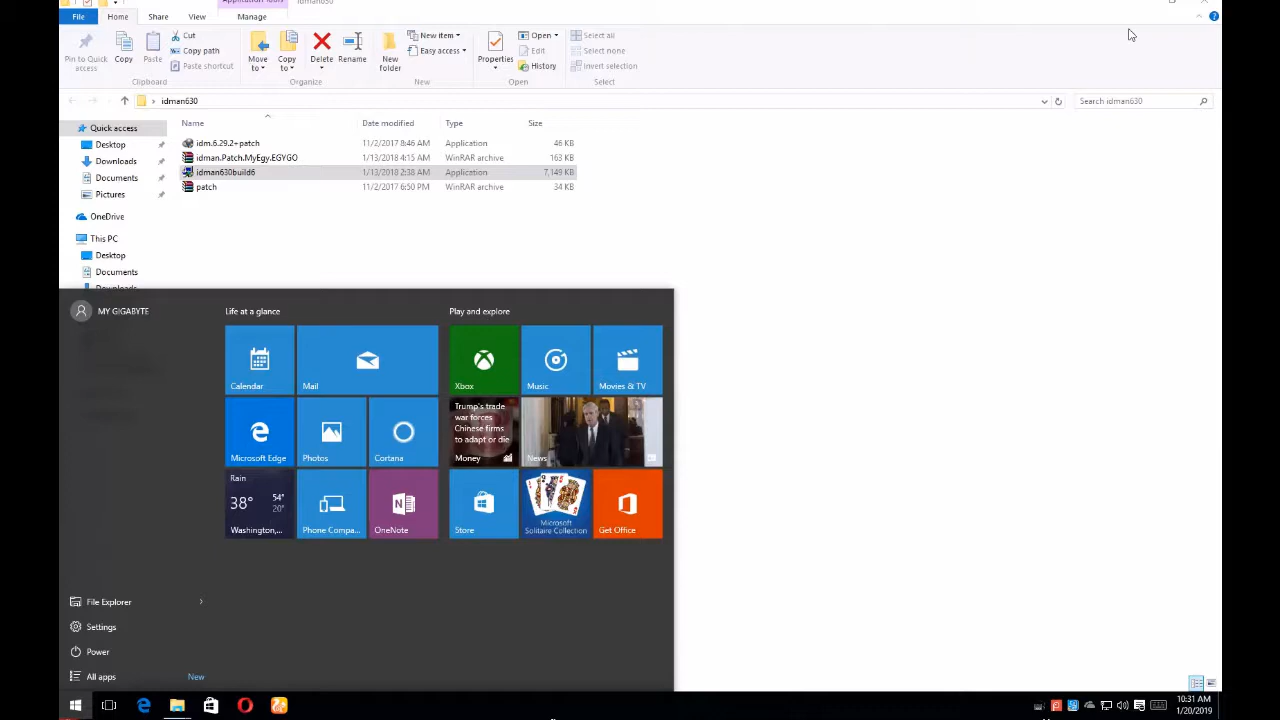 File Home Share View Manage
Cut
Copy path
Paste shortcut
Pin to Quick access
Copy
Paste
Move to
Copy to
Delete
Rename
New folder
New item
Easy access
Properties
Open
Edit
History
Select all
Select none
Invert selection
Clipboard Organize New Open Select
idman630
Search idman630
Name Date modified Type Size
idm.6.29.2+patch 11/2/2017 8:46 AM Application 46 KB
idman.Patch.MyEgy.EGYGO 1/13/2018 4:15 AM WinRAR archive 163 KB
idman630build6 1/13/2018 2:38 AM Application 7,149 KB
patch 11/2/2017 6:50 PM WinRAR archive 34 KB
Quick access
Desktop
Downloads
Documents
Pictures
OneDrive
This PC
Desktop
Documents
MY GIGABYTE
Life at a glance
Play and explore
Calendar
Mail
Xbox
Music
Movies & TV
Microsoft Edge
Photos
Cortana
Trump's trade
war forces
Chinese firms
to adapt or die
Money
News
Rain
38° 54° 20°
Washington,...
Phone Compa...
OneNote
Store
Microsoft
Solitaire Collection
Get Office
File Explorer
Settings
Power
All apps New
10:31 AM
1/20/2019